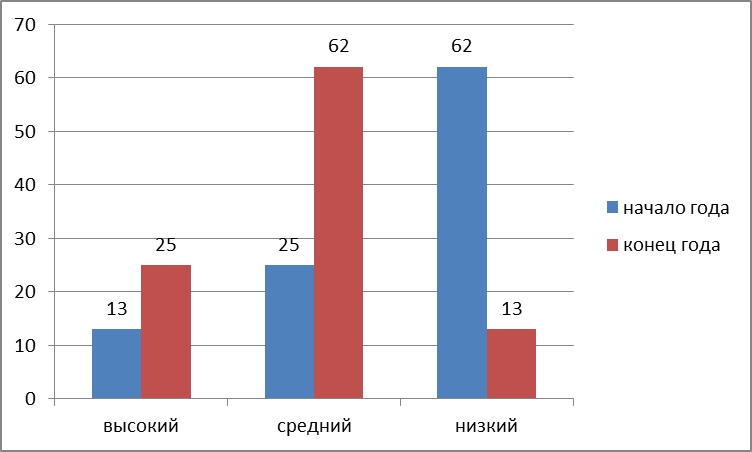 70
60
50
40
30
20
10
0
13
25
25
62
62
13
высокий
средний
низкий
начало года
конец года